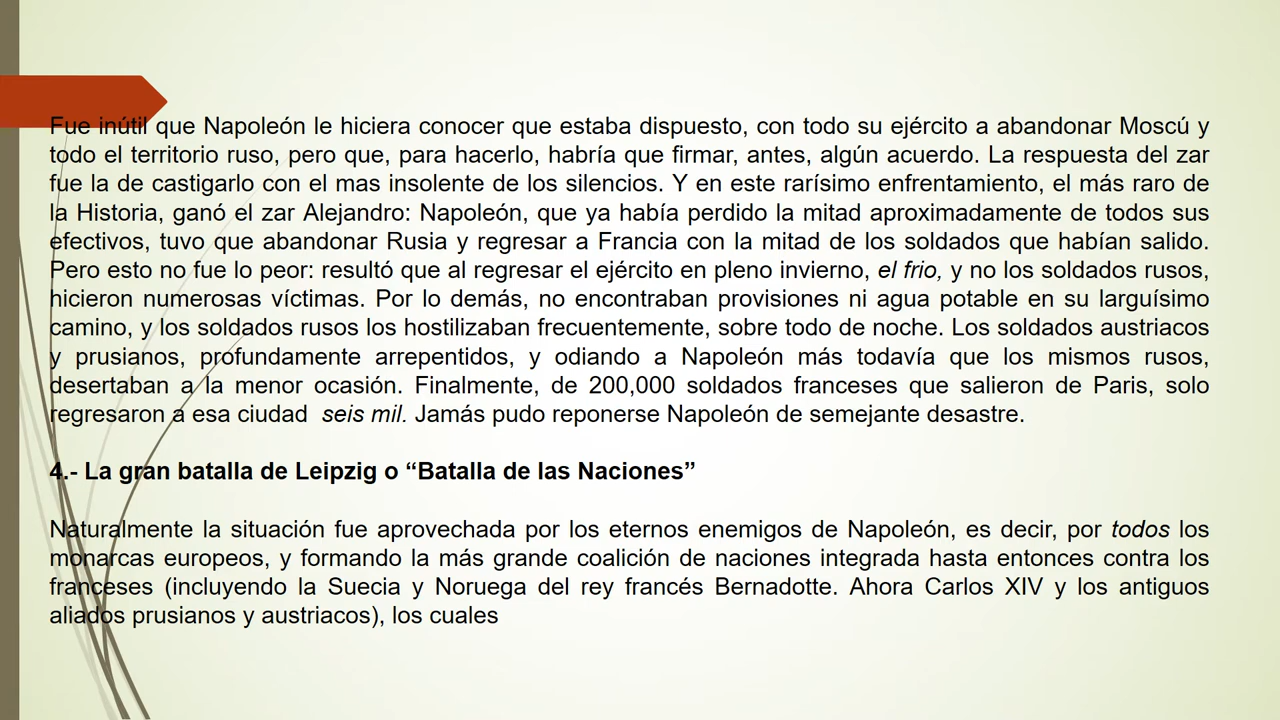 Fue inútil que Napoleón le hiciera conocer que estaba dispuesto, con todo su ejército a abandonar Moscú y
todo el territorio ruso, pero que, para hacerlo, habría que firmar, antes, algún acuerdo. La respuesta del zar
fue la de castigarlo con el mas insolente de los silencios. Y en este rarísimo enfrentamiento, el más raro de
la Historia, ganó el zar Alejandro: Napoleón, que ya había perdido la mitad aproximadamente de todos sus
efectivos, tuvo que abandonar Rusia y regresar a Francia con la mitad de los soldados que habían salido.
Pero esto no fue lo peor: resultó que al regresar el ejército en pleno invierno, el frio, y no los soldados rusos,
hicieron numerosas víctimas. Por lo demás, no encontraban provisiones ni agua potable en su larguísimo
camino, y los soldados rusos los hostilizaban frecuentemente, sobre todo de noche. Los soldados austriacos
y prusianos, profundamente arrepentidos, y odiando a Napoleón más todavía que los mismos rusos,
desertaban a la menor ocasión. Finalmente, de 200,000 soldados franceses que salieron de Paris, solo
regresaron a esa ciudad seis mil. Jamás pudo reponerse Napoleón de semejante desastre.
4.- La gran batalla de Leipzig o “Batalla de las Naciones”
Naturalmente la situación fue aprovechada por los eternos enemigos de Napoleón, es decir, por todos los
monarcas europeos, y formando la más grande coalición de naciones integrada hasta entonces contra los
franceses (incluyendo la Suecia y Noruega del rey francés Bernadotte. Ahora Carlos XIV y los antiguos
aliados prusianos y austriacos), los cuales